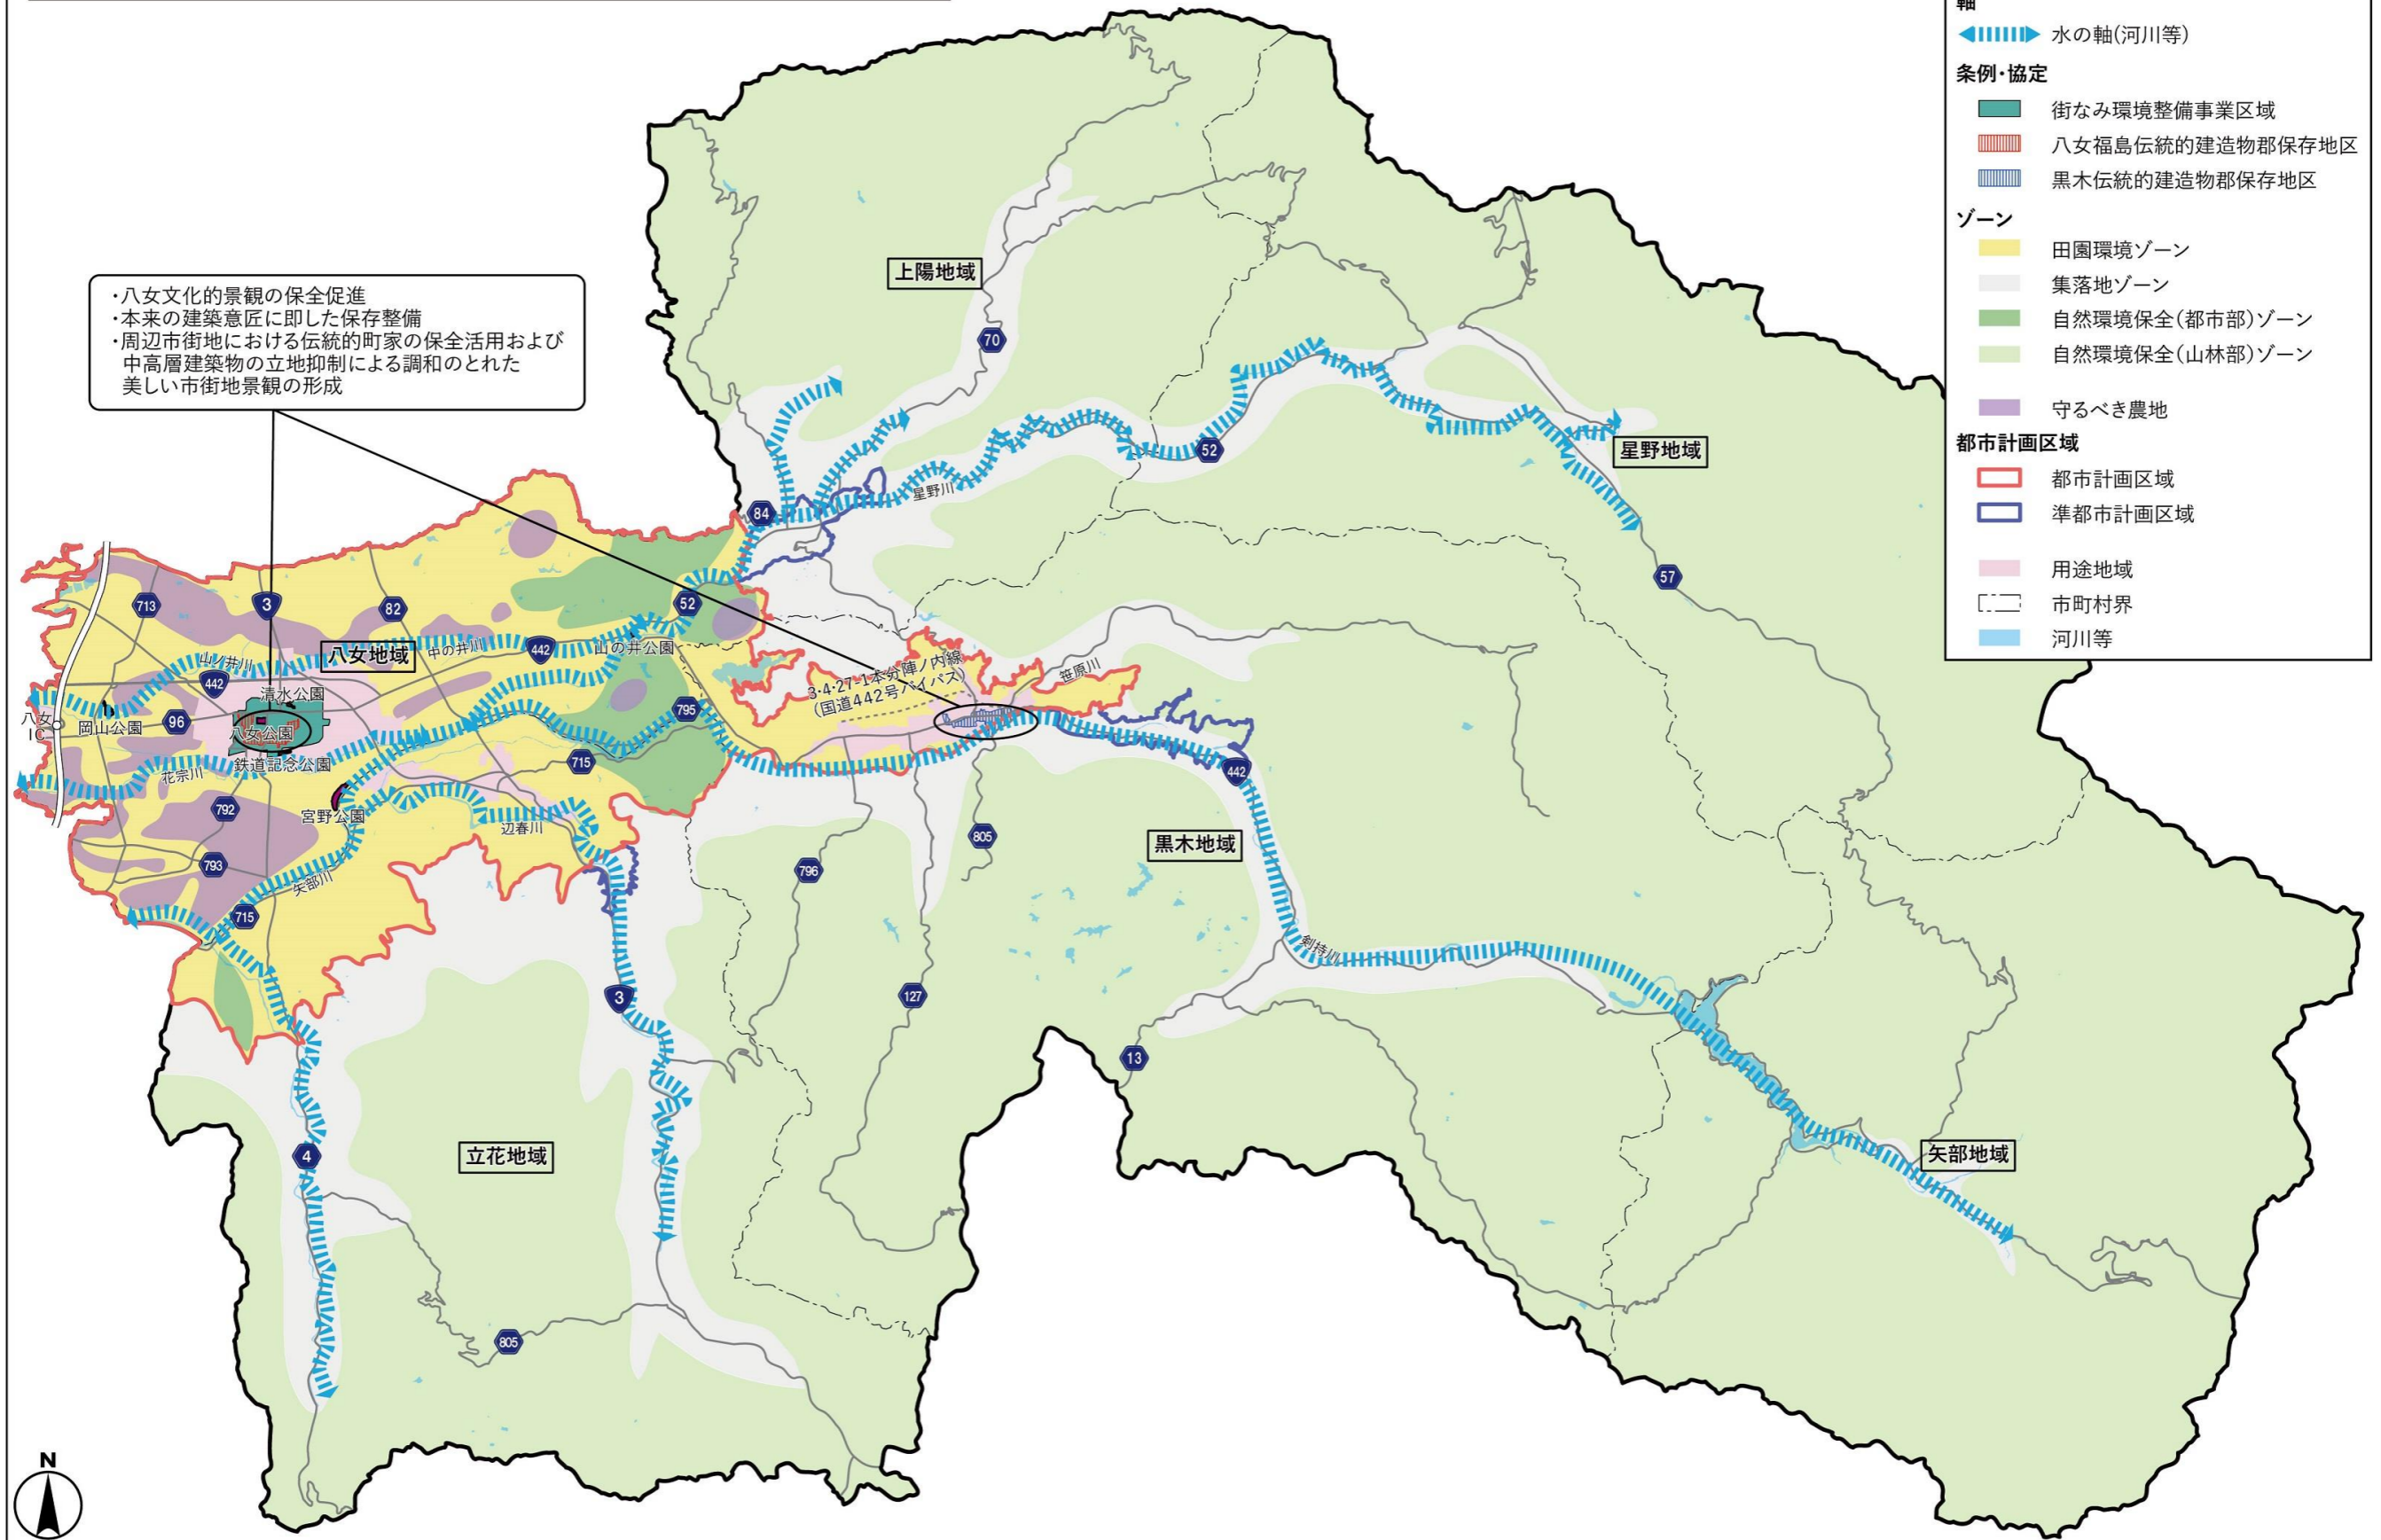 軸
水の軸(河川等)
条例・協定
街なみ環境整備事業区域
八女福島伝統的建造物郡保存地区
黒木伝統的建造物郡保存地区
ゾーン
田園環境ゾーン
集落地ゾーン
自然環境保全(都市部)ゾーン
自然環境保全(山林部)ゾーン
守るべき農地
都市計画区域
都市計画区域
準都市計画区域
用途地域
市町村界
河川等
・八女文化的景観の保全促進
・本来の建築意匠に即した保存整備
・周辺市街地における伝統的町家の保全活用および
中高層建築物の立地抑制による調和のとれた
美しい市街地景観の形成
上陽地域
70
52
星野地域
84
星野川
57
713
3
82
52
八女地域
中の井川
442
山の井公園
山ノ井川
442
清水公園
3・4・27-1本分陣ノ内線
(国道442号バイパス)
笹原川
八女
IC
岡山公園
96
八女公園
795
鉄道記念公園
花宗川
715
442
792
宮野公園
辺春川
805
黒木地域
793
796
矢部川
715
剣持川
3
127
13
4
立花地域
矢部地域
805
N